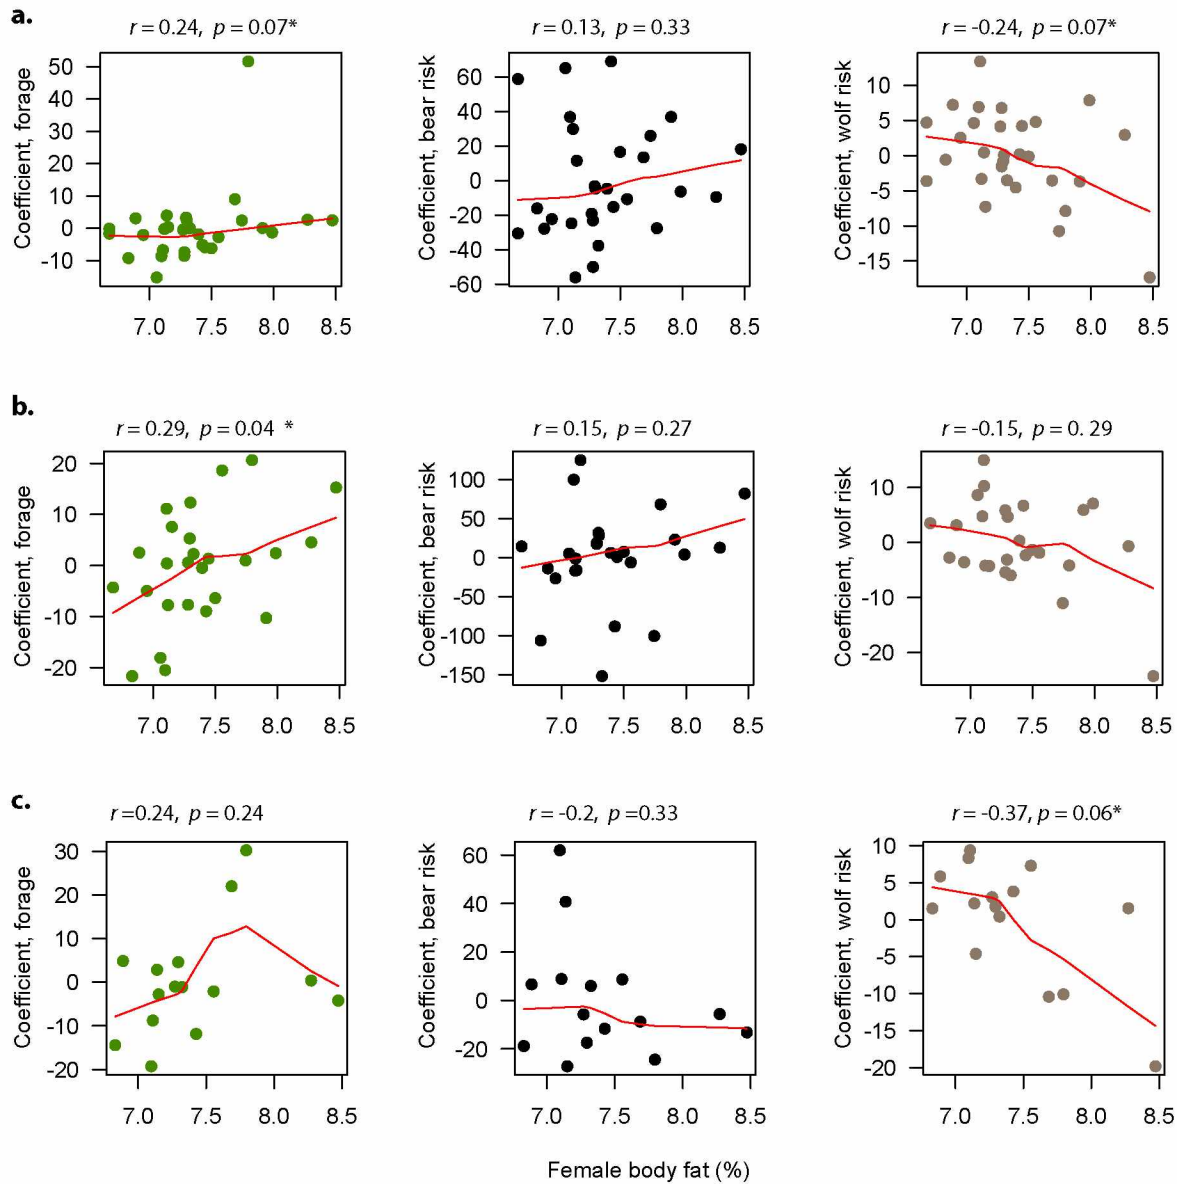 a.
r = 0.24, p = 0.07*
r = 0.13, p = 0.33
r = -0.24, p = 0.07*
Coefficient, forage
50
40
30
20
10
0
-10
7.0 7.5 8.0 8.5
Coefficient, bear risk
60
40
20
0
-20
-40
-60
7.0 7.5 8.0 8.5
Coefficient, wolf risk
10
5
0
-5
-10
-15
7.0 7.5 8.0 8.5
b.
r = 0.29, p = 0.04 *
r = 0.15, p = 0.27
r = -0.15, p = 0. 29
Coefficient, forage
20
10
0
-10
-20
7.0 7.5 8.0 8.5
Coefficient, bear risk
100
50
0
-50
-100
-150
7.0 7.5 8.0 8.5
Coefficient, wolf risk
10
0
-10
-20
7.0 7.5 8.0 8.5
c.
r =0.24, p = 0.24
r = -0.2, p =0.33
r = -0.37, p = 0.06*
Coefficient, forage
30
20
10
0
-10
-20
7.0 7.5 8.0 8.5
Coefficient, bear risk
60
40
20
0
-20
7.0 7.5 8.0 8.5
Coefficient, wolf risk
10
5
0
-5
-10
-15
-20
7.0 7.5 8.0 8.5
Female body fat (%)